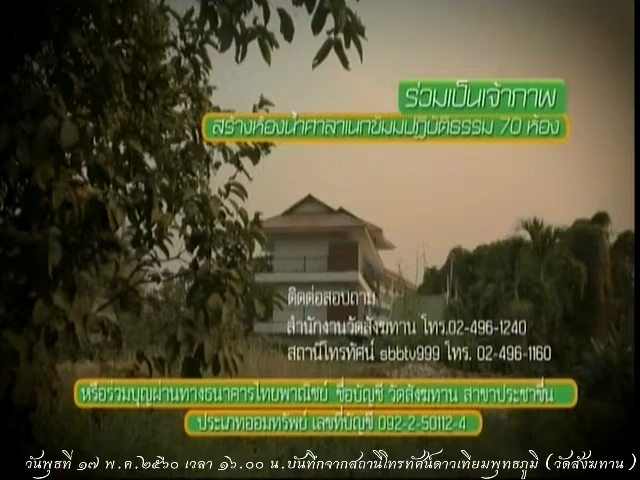 ร่วมเป็นเจ้าภาพ
สร้างห้องน้ำศาลาเนกขัมมปฏิบัติธรรม 70 ห้อง
ติดต่อสอบถาม
สำนักงานวัดสังฆทาน โทร.02-496-1240
สถานีโทรทัศน์ sbbtv999 โทร. 02-496-1160
หรือร่วมบุญผ่านทางธนาคารไทยพาณิชย์ ชื่อบัญชี วัดสังฆทาน สาขาประชาชื่น
ประเภทออมทรัพย์ เลขที่บัญชี 092-2-50112-4
วันพุธที่ ๑๗ พ.ค.๒๕๖๐ เวลา ๑๖.๐๐ น.บันทึกจากสถานีโทรทัศน์ดาวเทียมพุทธภูมิ (วัดสังฆทาน)